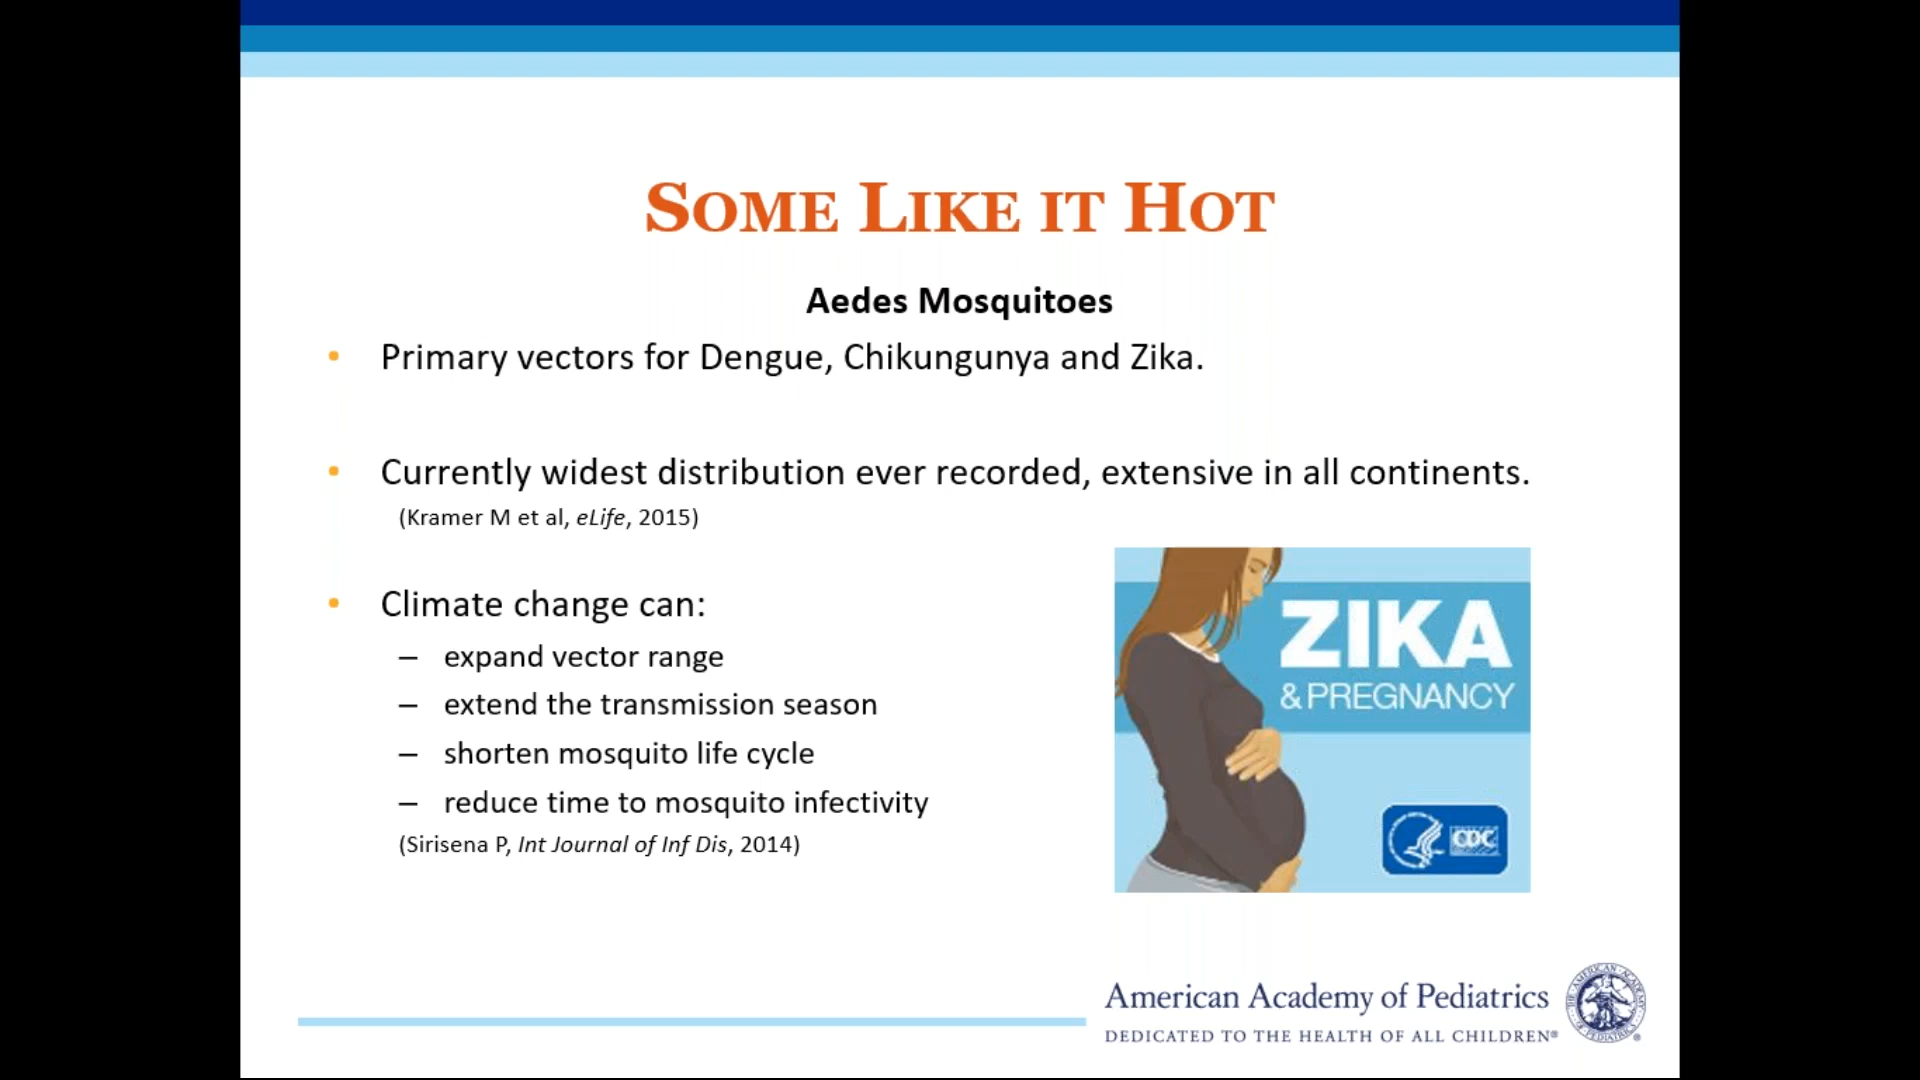 SOME LIKE IT HOT
Aedes Mosquitoes
• Primary vectors for Dengue, Chikungunya and Zika.
• Currently widest distribution ever recorded, extensive in all continents.
(Kramer M et al, eLife, 2015)
• Climate change can:
– expand vector range
– extend the transmission season
– shorten mosquito life cycle
– reduce time to mosquito infectivity
(Sirisena P, Int Journal of Inf Dis, 2014)
ZIKA
& PREGNANCY
CDC
American Academy of Pediatrics
DEDICATED TO THE HEALTH OF ALL CHILDREN®